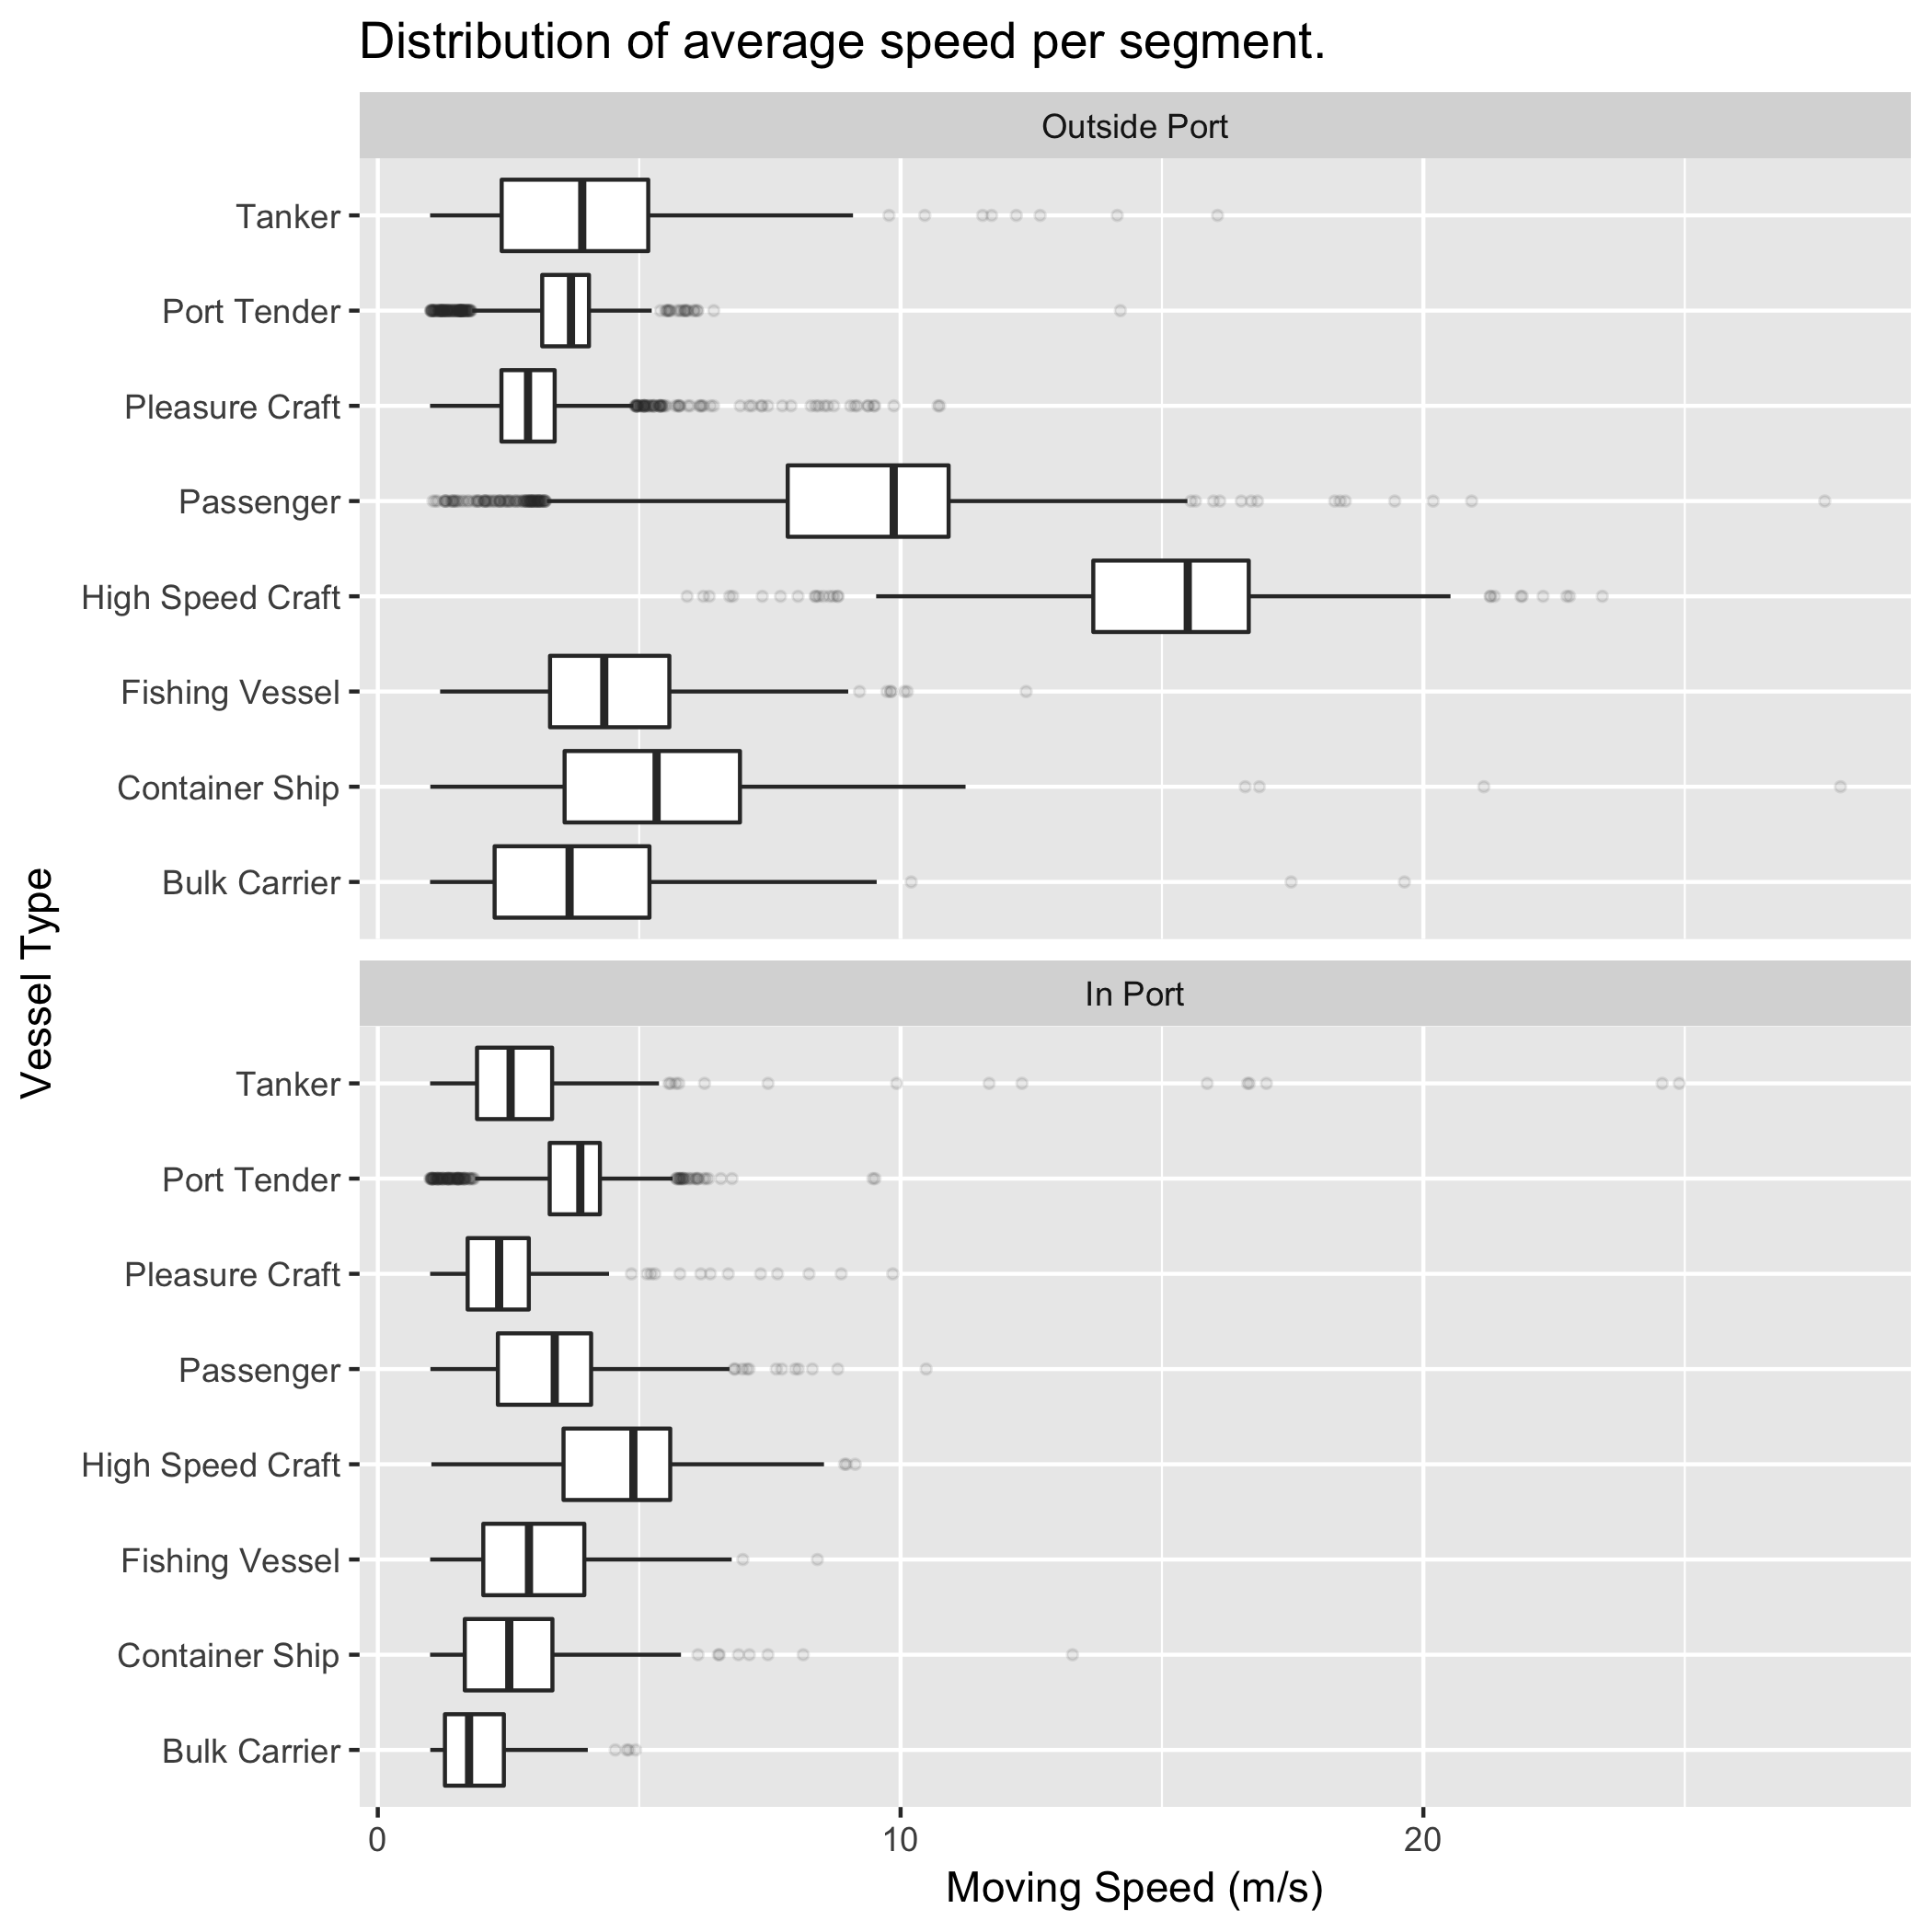 Distribution of average speed per segment.
Outside Port
Tanker
Port Tender
Pleasure Craft
Passenger
High Speed Craft
Fishing Vessel
Container Ship
Bulk Carrier
Vessel Type
In Port
Tanker
Port Tender
Pleasure Craft
Passenger
High Speed Craft
Fishing Vessel
Container Ship
Bulk Carrier
0 10 20
Moving Speed (m/s)